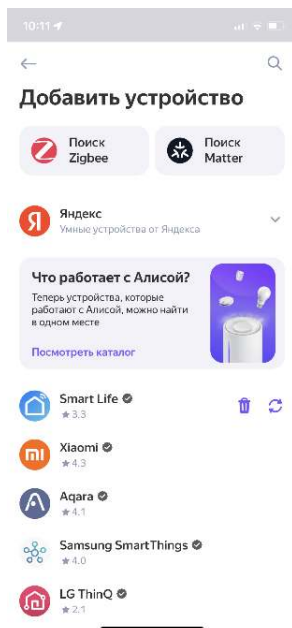 10:11
Добавить устройство
Поиск
Zigbee
Поиск
Matter
Я
Яндекс
Умные устройства от Яндекса
Что работает с Алисой?
Теперь устройства, которые
работают с Алисой, можно найти
в одном месте
Посмотреть каталог
Smart Life
3.3
mi
Xiaomi
4.3
Aqara
4.1
Samsung SmartThings
4.0
LG ThinQ
2.1